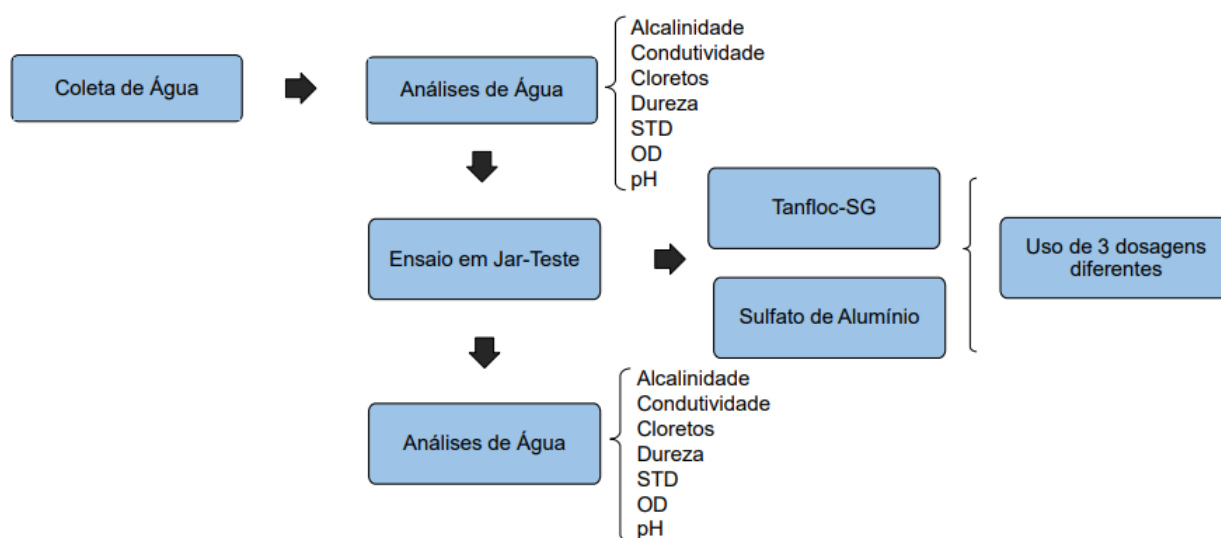 Coleta de Água
Análises de Água
Alcalinidade
Condutividade
Cloretos
Dureza
STD
OD
pH
Ensaio em Jar-Teste
Tanfloc-SG
Sulfato de Alumínio
Uso de 3 dosagens
diferentes
Análises de Água
Alcalinidade
Condutividade
Cloretos
Dureza
STD
OD
pH